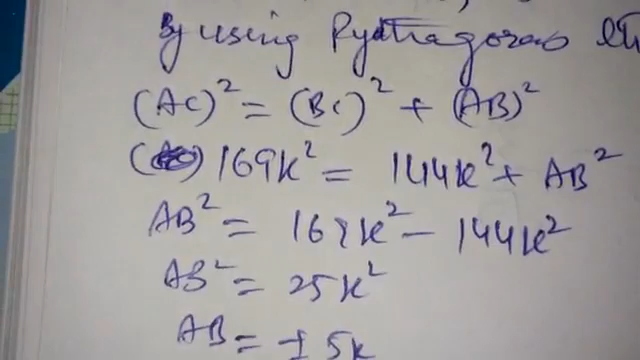 By using Pythagoras
(AC)² = (BC)² + (AB)²
169K² = 144K² + AB²
AB² = 169K² - 144K²
AB² = 25K²
AB = ±5K